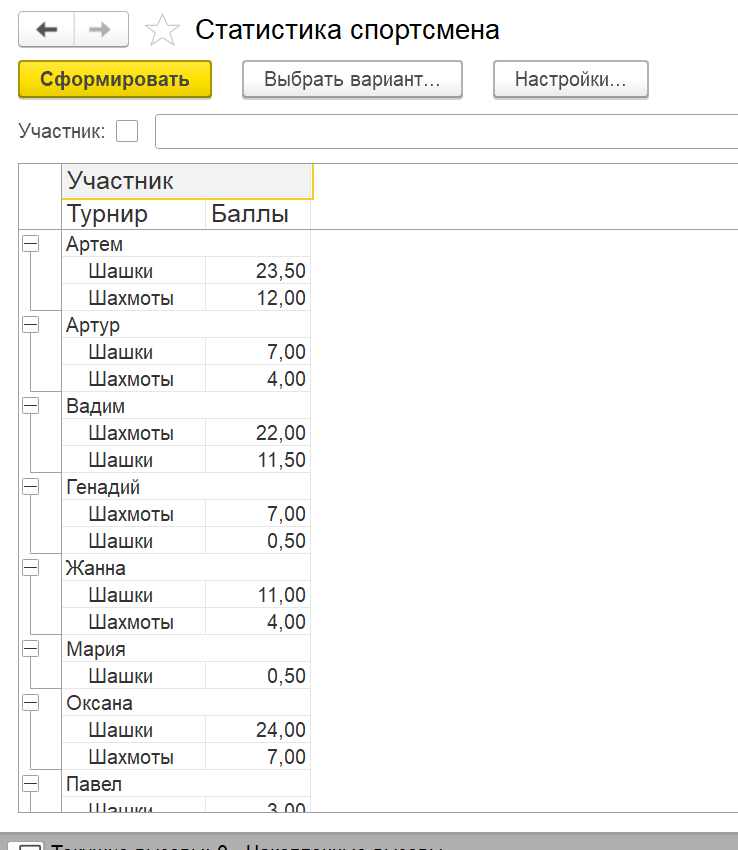 Статистика спортсмена
Сформировать Выбрать вариант... Настройки...
Участник:
Участник
Турнир Баллы
Артем
Шашки 23,50
Шахмоты 12,00
Артур
Шашки 7,00
Шахмоты 4,00
Вадим
Шахмоты 22,00
Шашки 11,50
Генадий
Шахмоты 7,00
Шашки 0,50
Жанна
Шашки 11,00
Шахмоты 4,00
Мария
Шашки 0,50
Оксана
Шашки 24,00
Шахмоты 7,00
Павел
Шашки 3,00